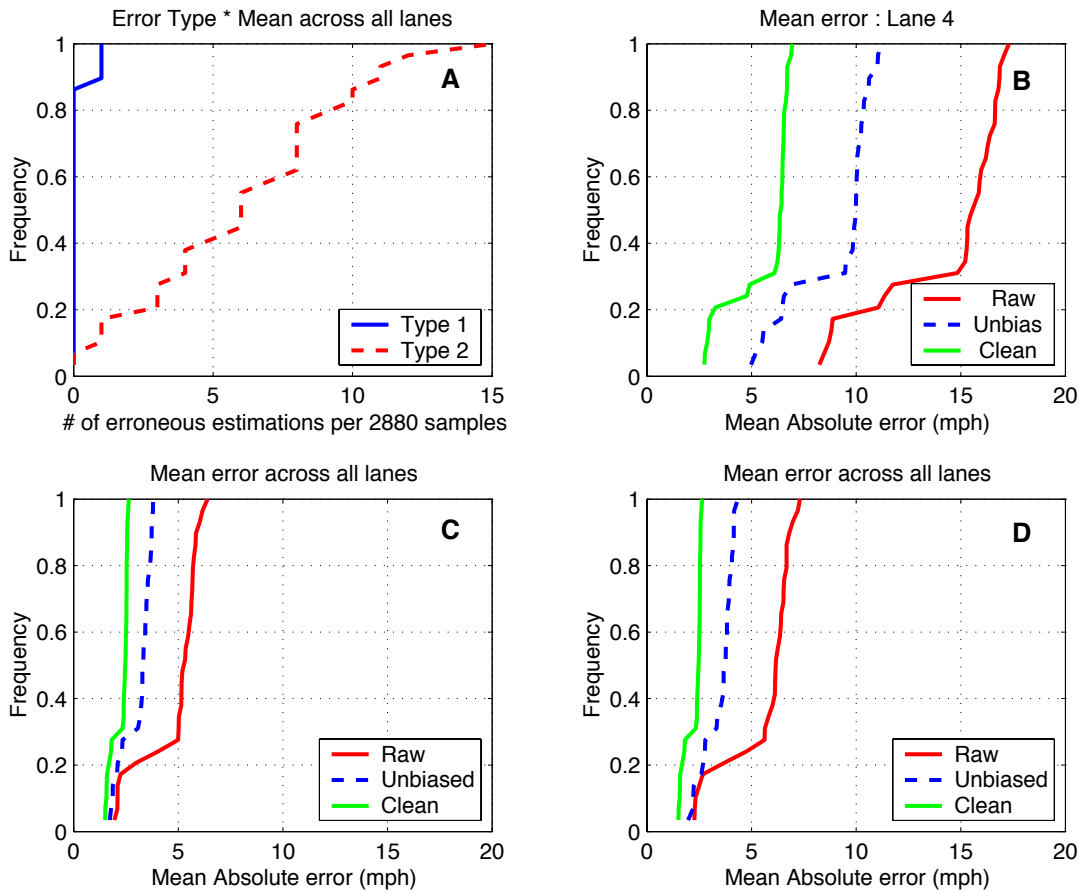 Error Type * Mean across all lanes
1
0.8
0.6
0.4
0.2
0
Frequency
A
Type 1
Type 2
0 5 10 15
# of erroneous estimations per 2880 samples
Mean error : Lane 4
1
0.8
0.6
0.4
0.2
0
Frequency
B
Raw
Unbias
Clean
0 5 10 15 20
Mean Absolute error (mph)
Mean error across all lanes
1
0.8
0.6
0.4
0.2
0
Frequency
C
Raw
Unbiased
Clean
0 5 10 15 20
Mean Absolute error (mph)
Mean error across all lanes
1
0.8
0.6
0.4
0.2
0
Frequency
D
Raw
Unbiased
Clean
0 5 10 15 20
Mean Absolute error (mph)